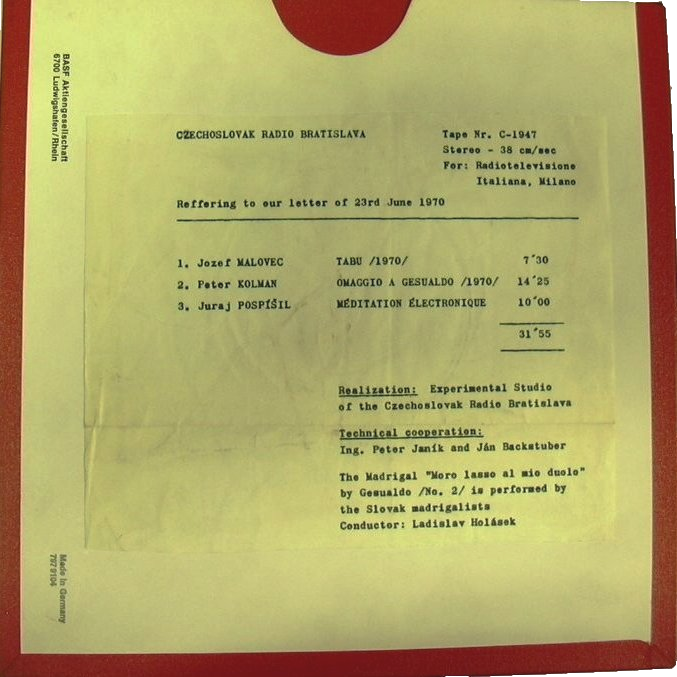 BASF Aktiengesellschaft
6700 Ludwigshafen/Rhein
CZECHOSLOVAK RADIO BRATISLAVA
Tape Nr. C-1947
Stereo - 38 cm/sec
For: Radiotelevisione
Italiana, Milano
Reffering to our letter of 23rd June 1970
1. Jozef MALOVEC TABU /1970/ 7´30
2. Peter KOLMAN OMAGGIO A GESUALDO /1970/ 14´25
3. Juraj POSPÍŠIL MÉDITATION ÉLECTRONIQUE 10´00
31´55
Realization: Experimental Studio
of the Czechoslovak Radio Bratislava
Technical cooperation:
Ing. Peter Janík and Ján Backstuber
The Madrigal "Moro lasso al mio duolo"
by Gesualdo /No. 2/ is performed by
the Slovak madrigalists
Conductor: Ladislav Holásek
Made in Germany
797 9104